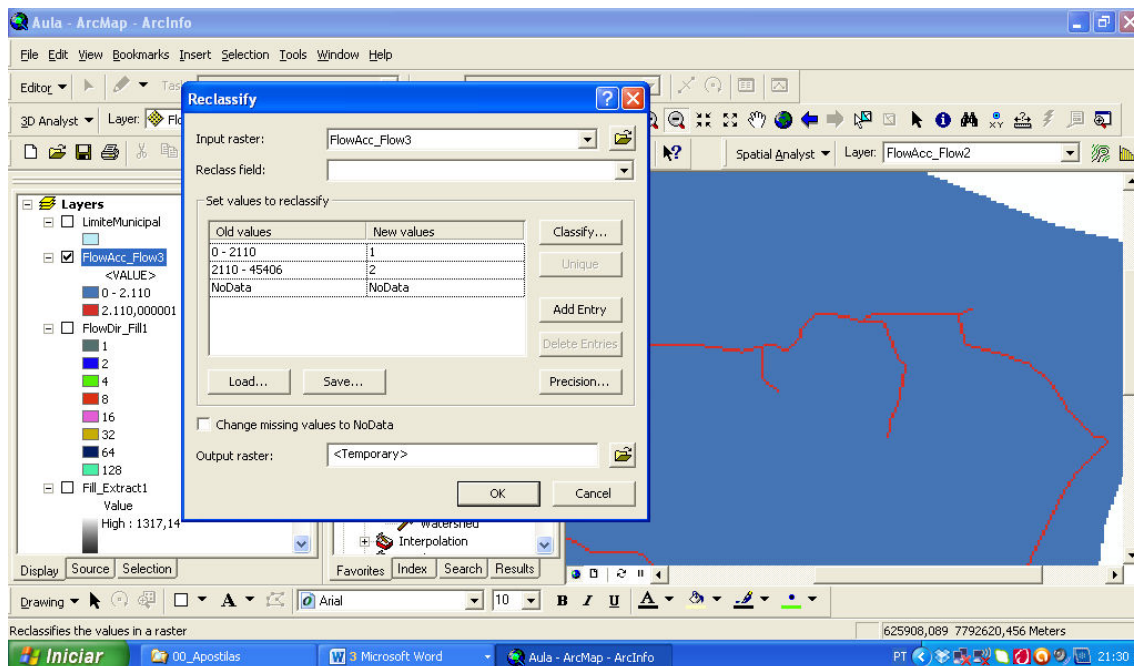 Aula - ArcMap - ArcInfo
File Edit View Bookmarks Insert Selection Tools Window Help
Editor
3D Analyst Layer:
Spatial Analyst Layer: FlowAcc_Flow2
Layers
LimiteMunicipal
FlowAcc_Flow3
<VALUE>
0 - 2.110
2.110,000001
FlowDir_Fill1
1
2
4
8
16
32
64
128
Fill_Extract1
Value
High : 1317,14
Display Source Selection
Reclassify
Input raster: FlowAcc_Flow3
Reclass field:
Set values to reclassify
Old values New values
0 - 2110 1
2110 - 45406 2
NoData NoData
Classify...
Unique
Add Entry
Delete Entries
Load... Save... Precision...
Change missing values to NoData
Output raster: <Temporary>
OK Cancel
Watershed
Interpolation
Favorites Index Search Results
Drawing A Arial 10 B I U A
Reclassifies the values in a raster
625908,089 7792620,456 Meters
Iniciar 00_Apostilas 3 Microsoft Word Aula - ArcMap - ArcInfo PT 21:30